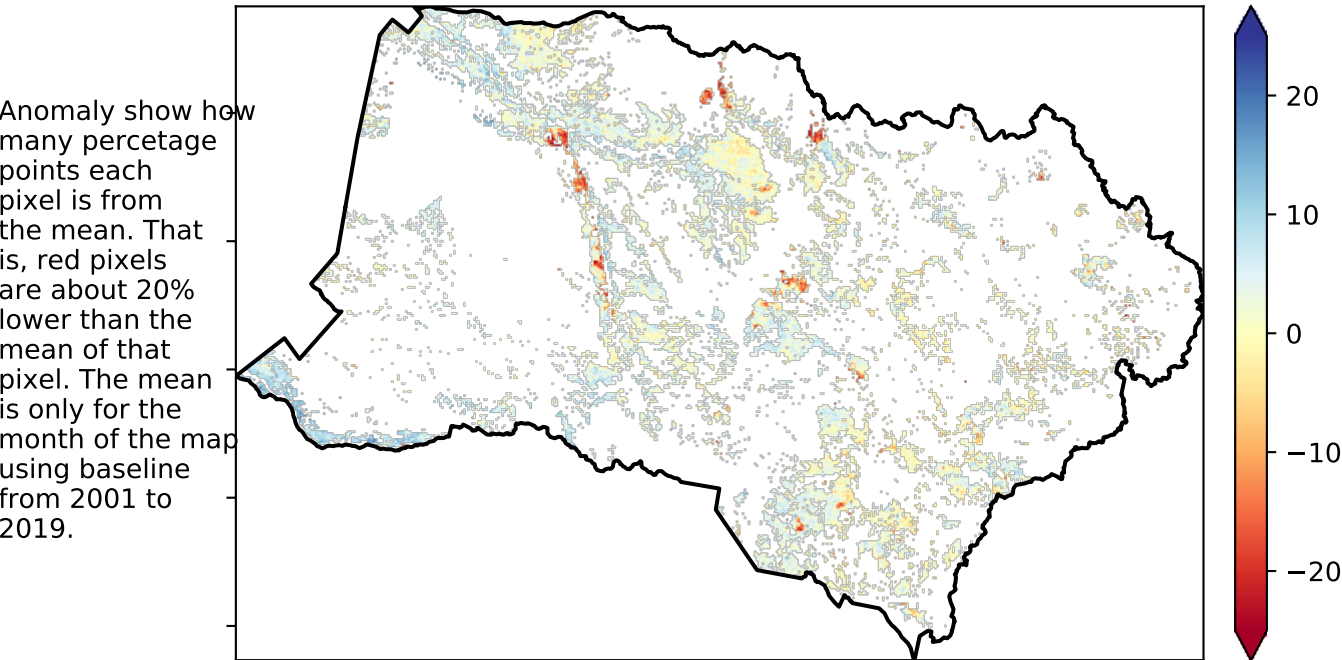 Anomaly show how
many percetage
points each
pixel is from
the mean. That
is, red pixels
are about 20%
lower than the
mean of that
pixel. The mean
is only for the
month of the map
using baseline
from 2001 to
2019.
20
10
0
−10
−20